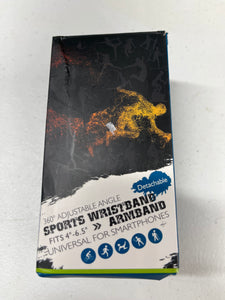 Detachable
360° ADJUSTABLE ANGLE
SPORTS WRISTBAND
FITS 4"-6.5" >> ARMBAND
-UNIVERSAL FOR SMARTPHONES